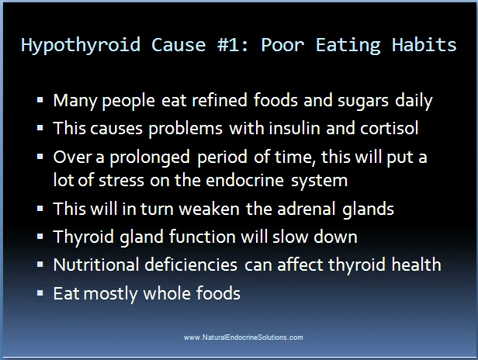 Hypothyroid Cause #1: Poor Eating Habits
▪ Many people eat refined foods and sugars daily
▪ This causes problems with insulin and cortisol
▪ Over a prolonged period of time, this will put a
lot of stress on the endocrine system
▪ This will in turn weaken the adrenal glands
▪ Thyroid gland function will slow down
▪ Nutritional deficiencies can affect thyroid health
▪ Eat mostly whole foods
www.NaturalEndocrineSolutions.com